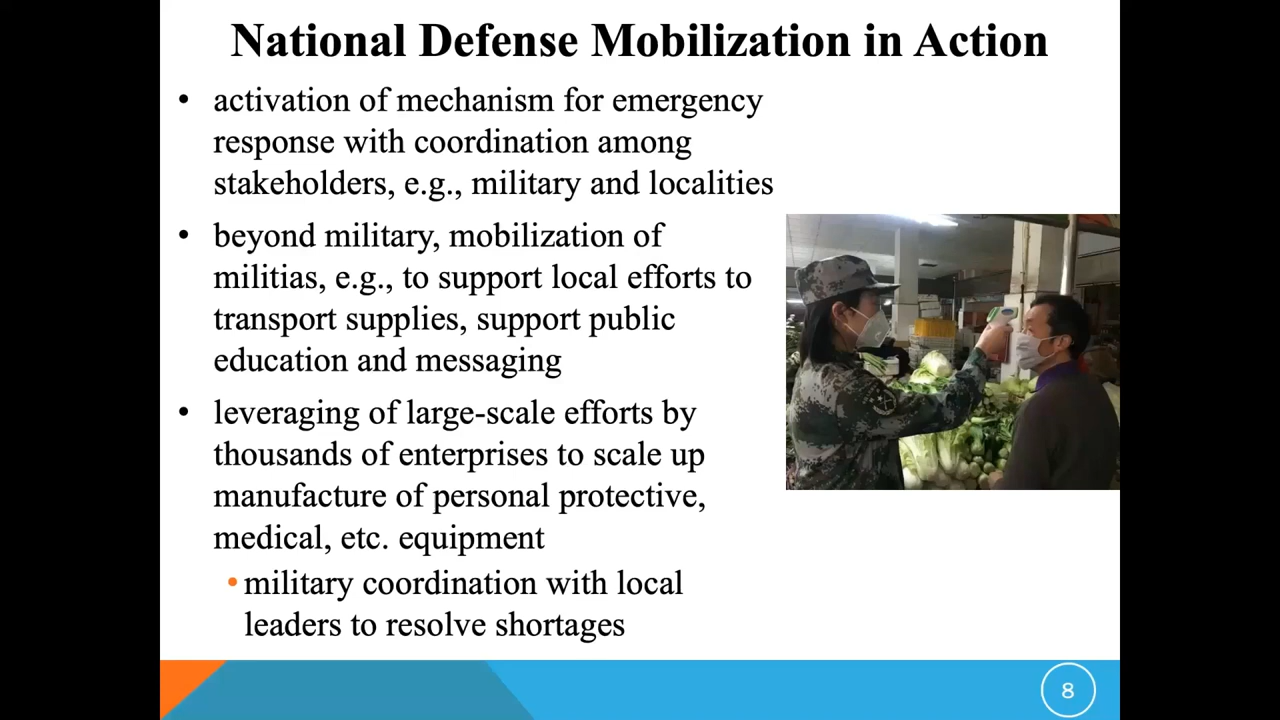 National Defense Mobilization in Action
• activation of mechanism for emergency
response with coordination among
stakeholders, e.g., military and localities
• beyond military, mobilization of
militias, e.g., to support local efforts to
transport supplies, support public
education and messaging
• leveraging of large-scale efforts by
thousands of enterprises to scale up
manufacture of personal protective,
medical, etc. equipment
• military coordination with local
leaders to resolve shortages
8